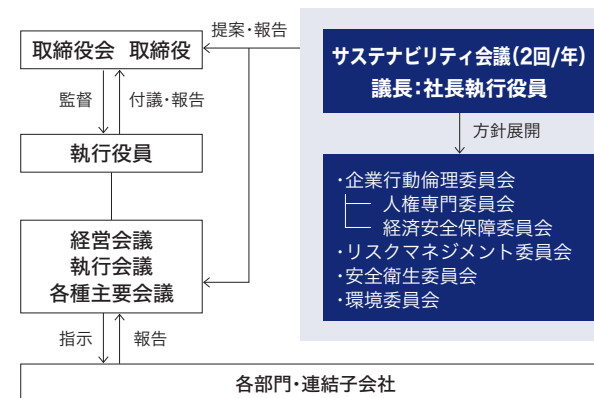 提案・報告
取締役会 取締役
監督
付議・報告
執行役員
経営会議
執行会議
各種主要会議
指示
報告
サステナビリティ会議(2回/年)
議長：社長執行役員
方針展開
・企業行動倫理委員会
人権専門委員会
経済安全保障委員会
・リスクマネジメント委員会
・安全衛生委員会
・環境委員会
各部門・連結子会社